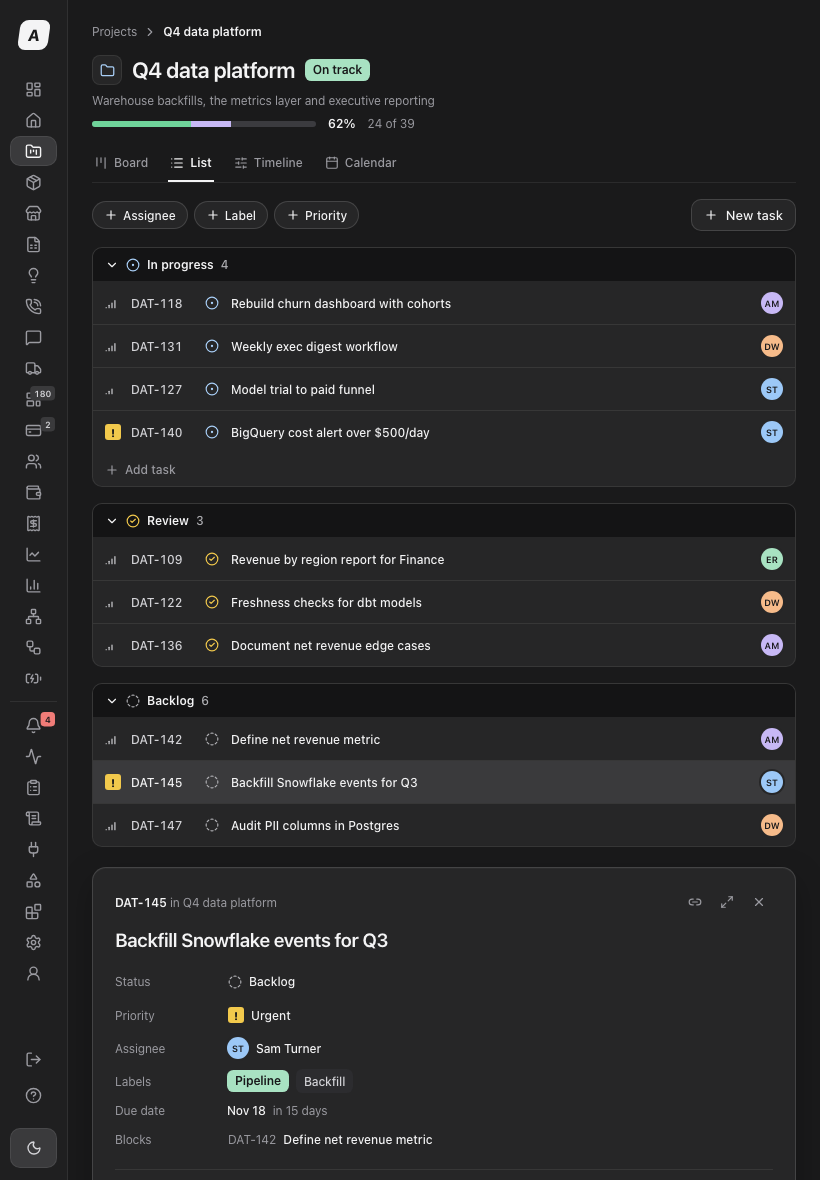 A
Projects > Q4 data platform
Q4 data platform On track
Warehouse backfills, the metrics layer and executive reporting
62% 24 of 39
Board List Timeline Calendar
+ Assignee + Label + Priority + New task
In progress 4
DAT-118 Rebuild churn dashboard with cohorts AM
DAT-131 Weekly exec digest workflow DW
DAT-127 Model trial to paid funnel ST
! DAT-140 BigQuery cost alert over $500/day ST
+ Add task
180
2
Review 3
DAT-109 Revenue by region report for Finance ER
DAT-122 Freshness checks for dbt models DW
DAT-136 Document net revenue edge cases AM
Backlog 6
4
DAT-142 Define net revenue metric AM
! DAT-145 Backfill Snowflake events for Q3 ST
DAT-147 Audit PII columns in Postgres DW
DAT-145 in Q4 data platform
Backfill Snowflake events for Q3
Status Backlog
Priority ! Urgent
Assignee ST Sam Turner
Labels Pipeline Backfill
Due date Nov 18 in 15 days
Blocks DAT-142 Define net revenue metric